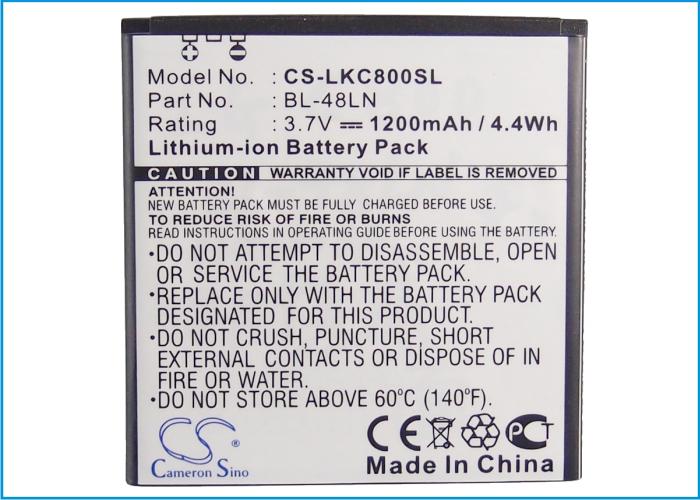 Model No. : CS-LKC800SL
Part No. : BL-48LN
Rating : 3.7V 1200mAh / 4.4Wh
Lithium-ion Battery Pack
CAUTION WARRANTY VOID IF LABEL IS REMOVED
ATTENTION!
NEW BATTERY PACK MUST BE FULLY CHARGED BEFORE USE.
TO REDUCE RISK OF FIRE OR BURNS
READ INSTRUCTIONS IN OPERATING GUIDE BEFORE USING BATTERY PACK
•DO NOT ATTEMPT TO DISASSEMBLE, OPEN
OR SERVICE THE BATTERY PACK.
•REPLACE ONLY WITH THE BATTERY PACK
DESIGNATED FOR THIS PRODUCT.
•DO NOT CRUSH, PUNCTURE, SHORT
EXTERNAL CONTACTS OR DISPOSE OF IN
FIRE OR WATER.
•DO NOT STORE ABOVE 60°C (140°F).
CS
Cameron Sino
CE PCT
Made In China